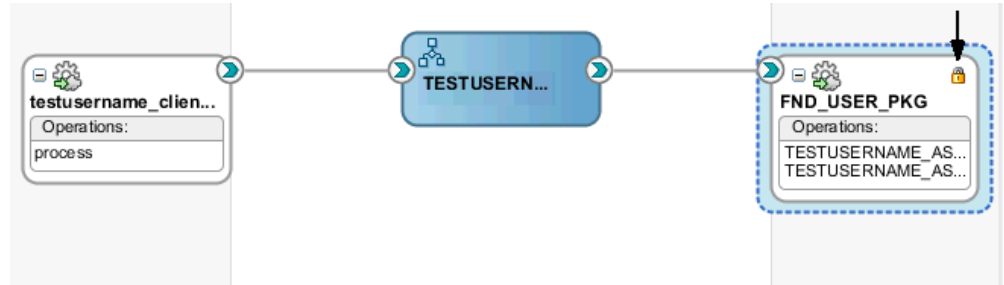 testusername_clien...
Operations:
process
TESTUSERN...
FND_USER_PKG
Operations:
TESTUSERNAME_AS...
TESTUSERNAME_AS...